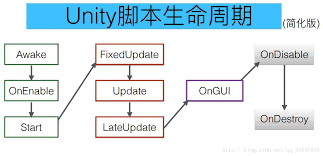 Unity脚本生命周期
(简化版)
Awake
OnEnable
Start
FixedUpdate
Update
LateUpdate
OnGUI
OnDisable
OnDestroy